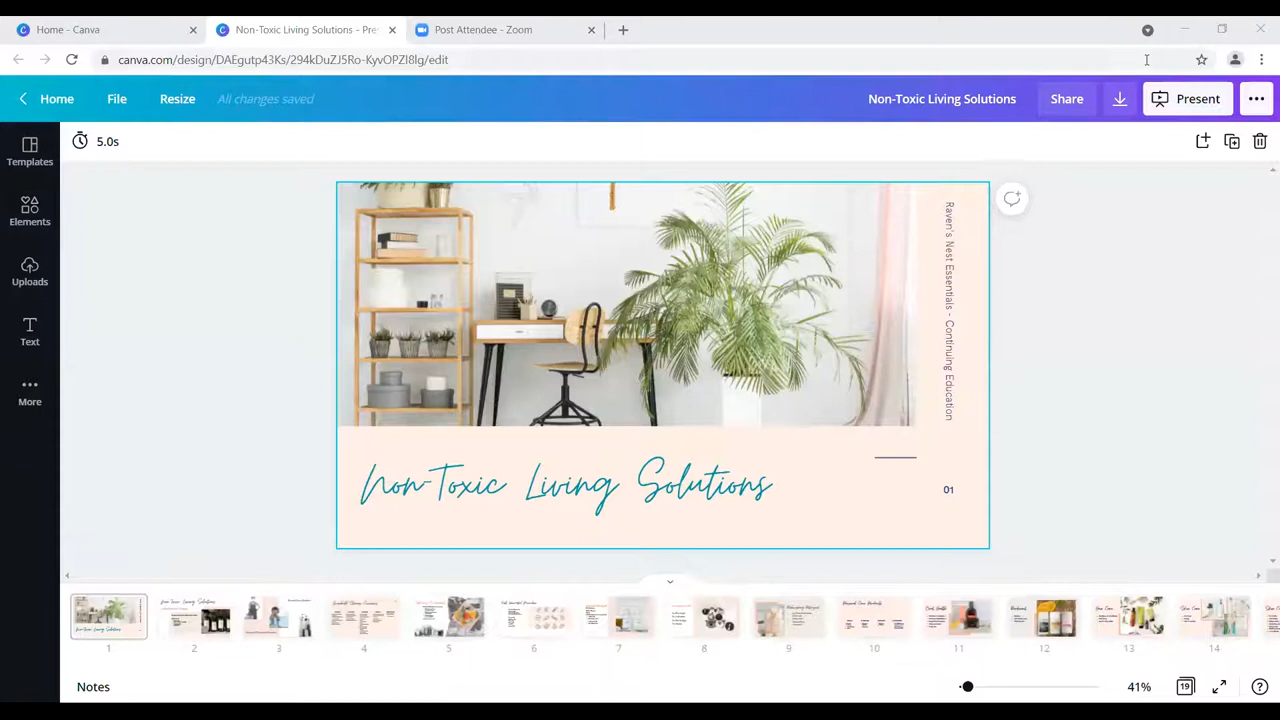 Home - Canva
Non-Toxic Living Solutions - Pre
Post Attendee - Zoom
canva.com/design/DAEgutp43Ks/294kDuZJ5Ro-KyvOPZI8lg/edit
Home
File
Resize
All changes saved
Non-Toxic Living Solutions
Share
Present
5.0s
Templates
Elements
Uploads
Text
More
Raven's Nest Essentials - Continuing Education
Non-Toxic Living Solutions
01
1
2
3
4
5
6
7
8
9
10
11
12
13
14
Notes
41%
19